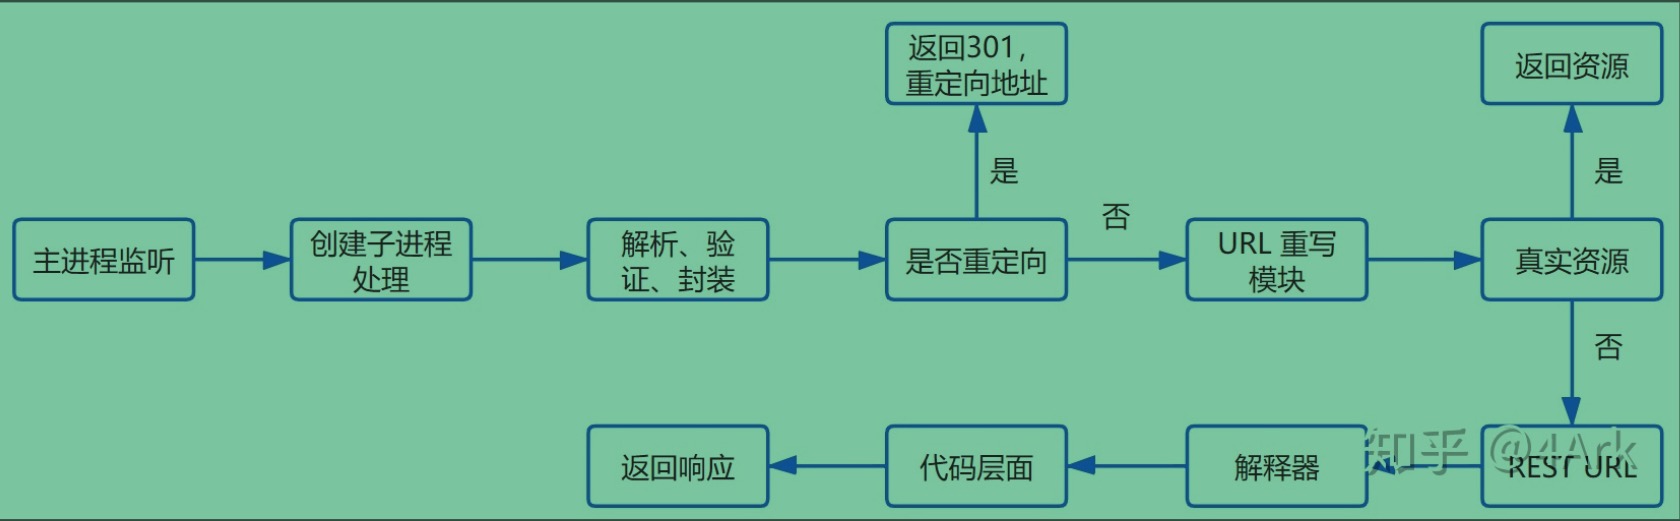 返回301，
重定向地址
返回资源
是
是
否
主进程监听
创建子进程
处理
解析、验
证、封装
是否重定向
URL 重写
模块
真实资源
否
返回响应
代码层面
解释器
REST URL
知乎 @4Ark